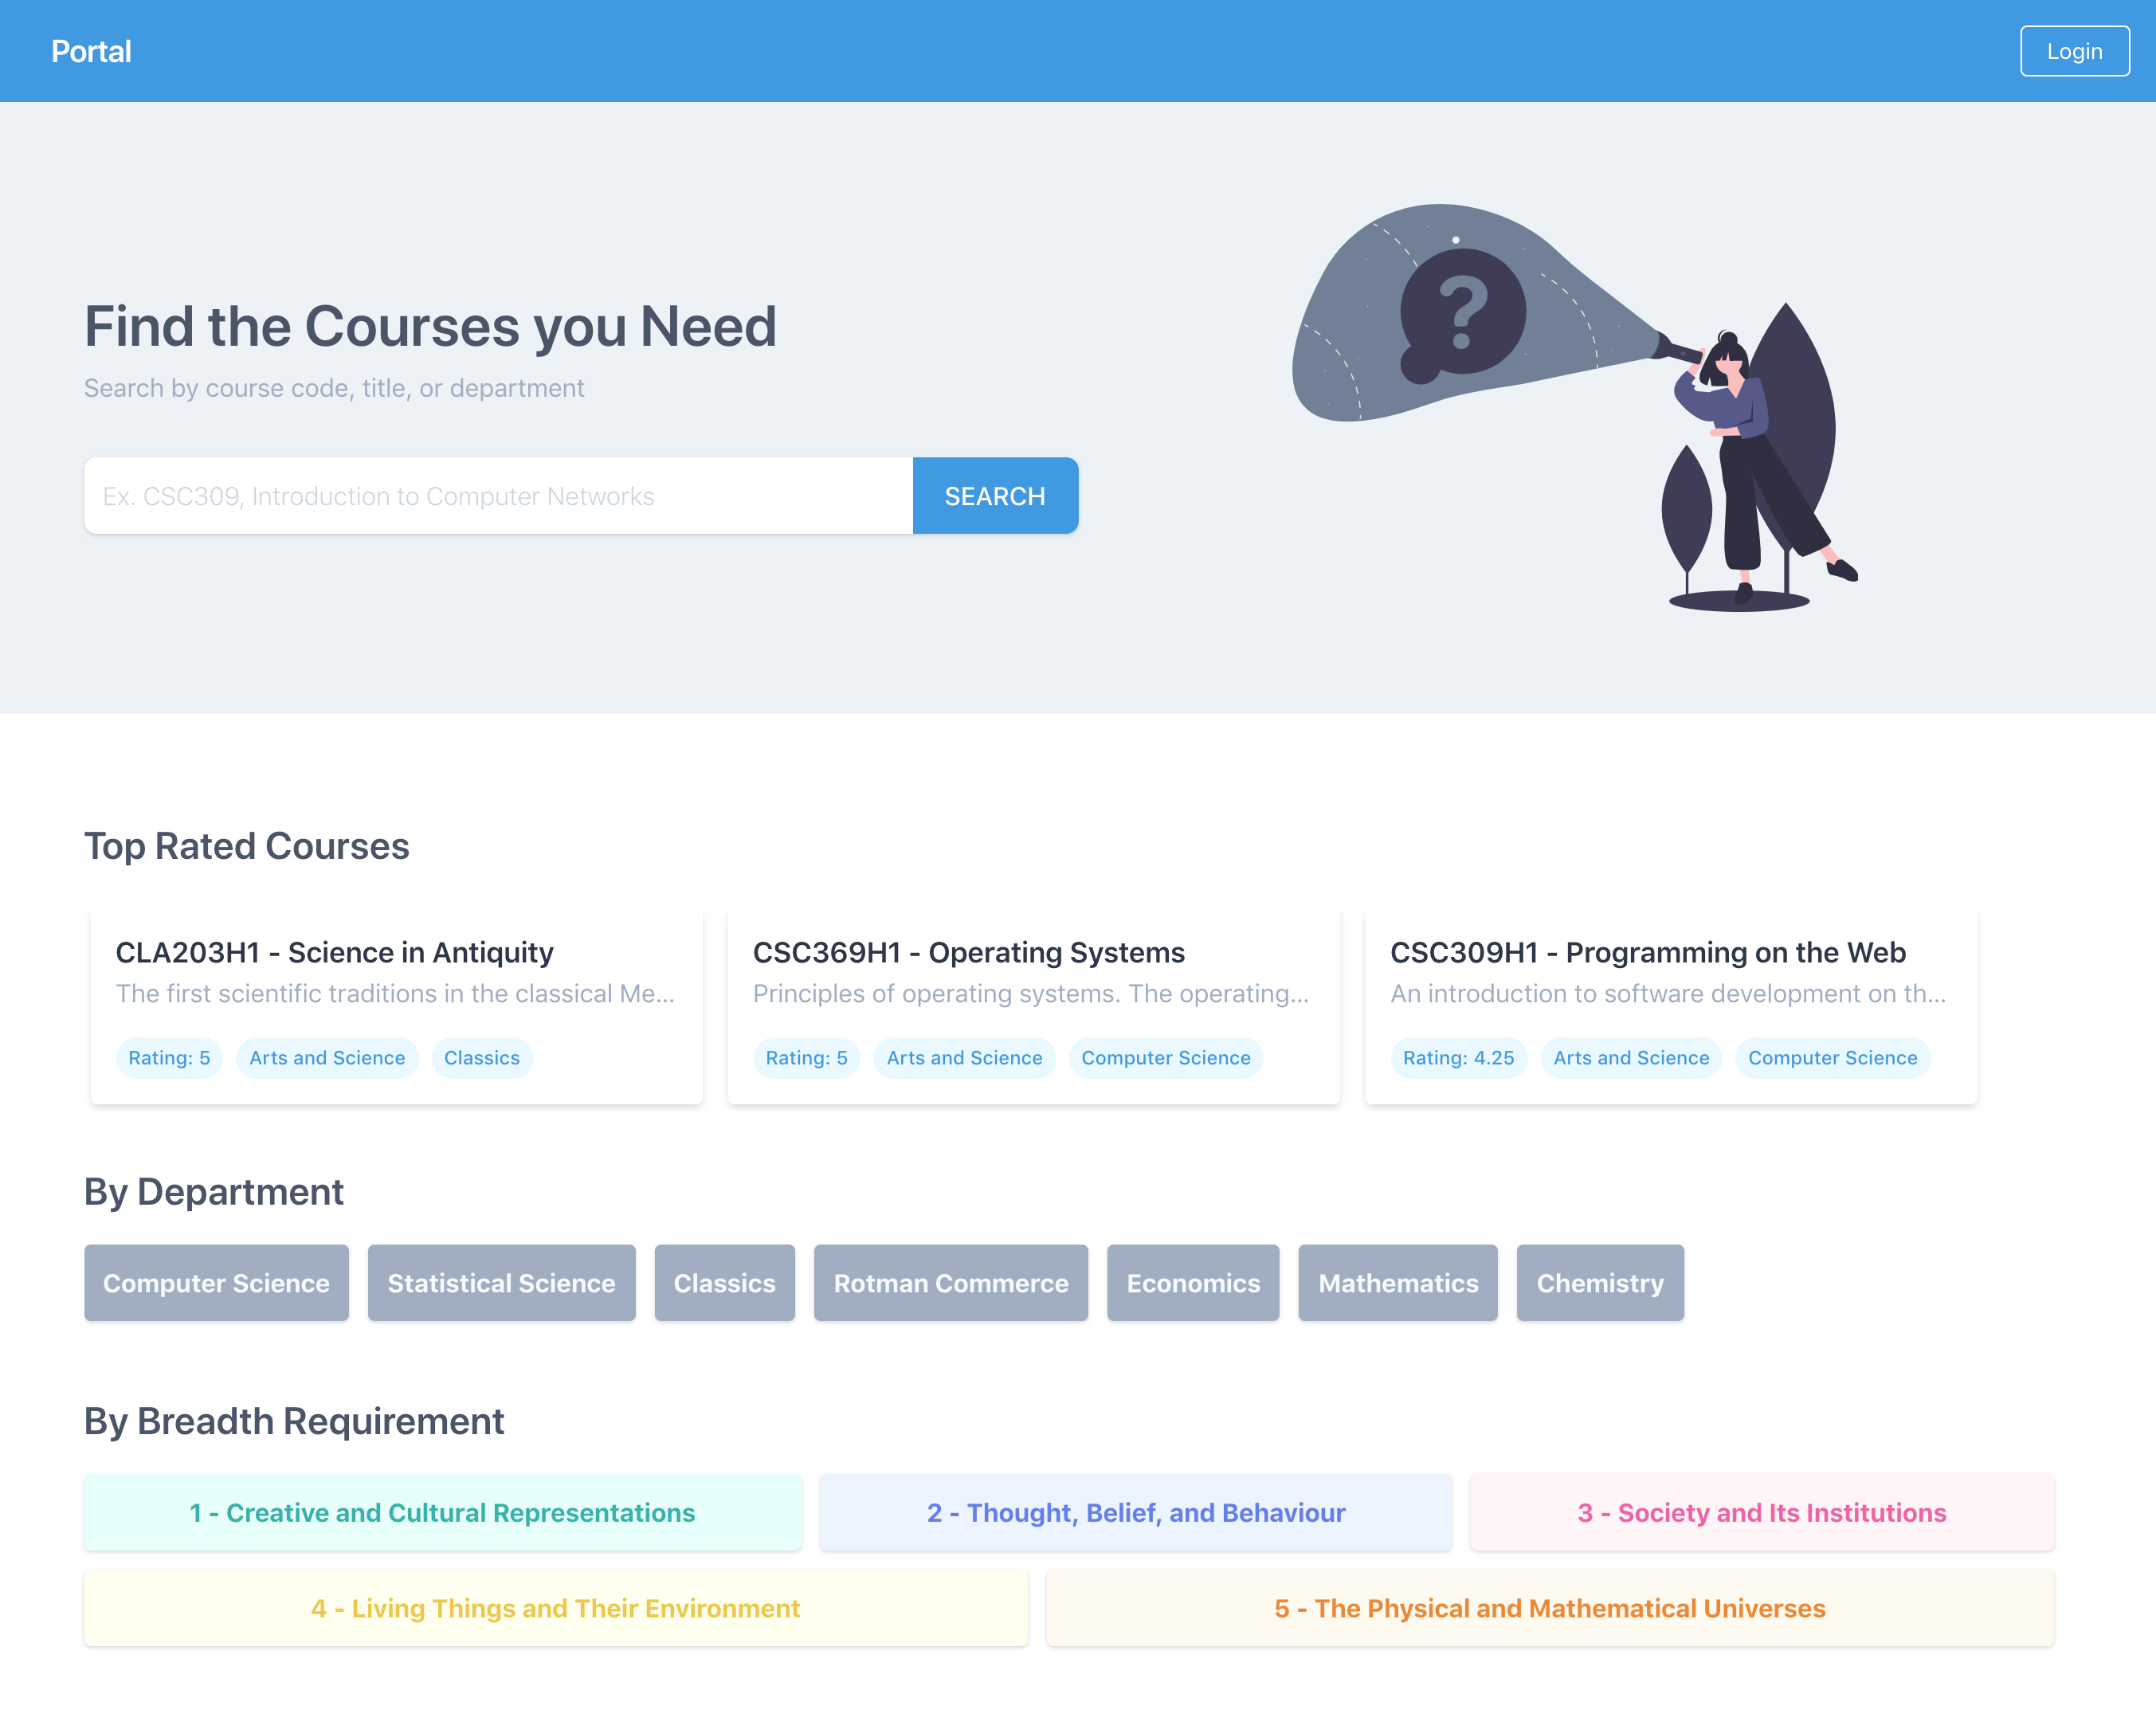 Portal
Login
Find the Courses you Need
Search by course code, title, or department
Ex. CSC309, Introduction to Computer Networks
SEARCH
?
Top Rated Courses
CLA203H1 - Science in Antiquity
The first scientific traditions in the classical Me...
Rating: 5 Arts and Science Classics
CSC369H1 - Operating Systems
Principles of operating systems. The operating...
Rating: 5 Arts and Science Computer Science
CSC309H1 - Programming on the Web
An introduction to software development on th...
Rating: 4.25 Arts and Science Computer Science
By Department
Computer Science Statistical Science Classics Rotman Commerce Economics Mathematics Chemistry
By Breadth Requirement
1 - Creative and Cultural Representations
2 - Thought, Belief, and Behaviour
3 - Society and Its Institutions
4 - Living Things and Their Environment
5 - The Physical and Mathematical Universes